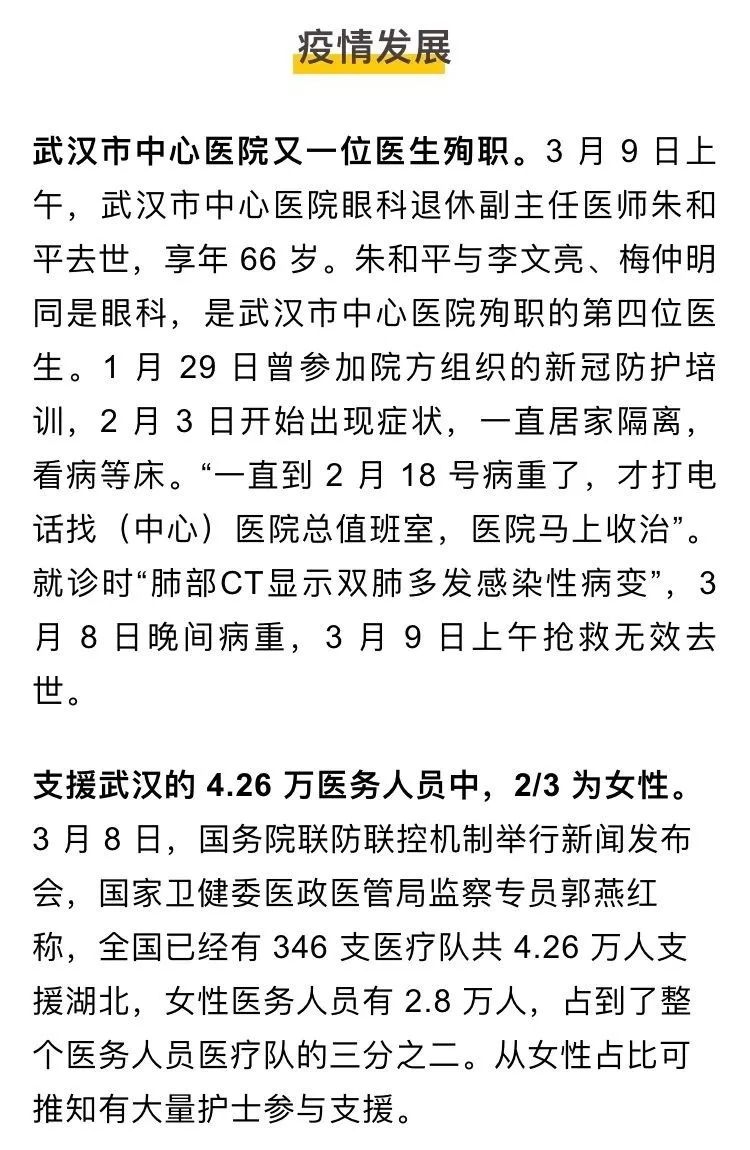 疫情发展
武汉市中心医院又一位医生殉职。3 月 9 日上
午，武汉市中心医院眼科退休副主任医师朱和
平去世，享年 66 岁。朱和平与李文亮、梅仲明
同是眼科，是武汉市中心医院殉职的第四位医
生。1 月 29 日曾参加院方组织的新冠防护培
训，2 月 3 日开始出现症状，一直居家隔离，
看病等床。“一直到 2 月 18 号病重了，才打电
话找（中心）医院总值班室，医院马上收治”。
就诊时“肺部CT显示双肺多发感染性病变”，3
月 8 日晚间病重，3 月 9 日上午抢救无效去
世。
支援武汉的 4.26 万医务人员中，2/3 为女性。
3 月 8 日，国务院联防联控机制举行新闻发布
会，国家卫健委医政医管局监察专员郭燕红
称，全国已经有 346 支医疗队共 4.26 万人支
援湖北，女性医务人员有 2.8 万人，占到了整
个医务人员医疗队的三分之二。从女性占比可
推知有大量护士参与支援。